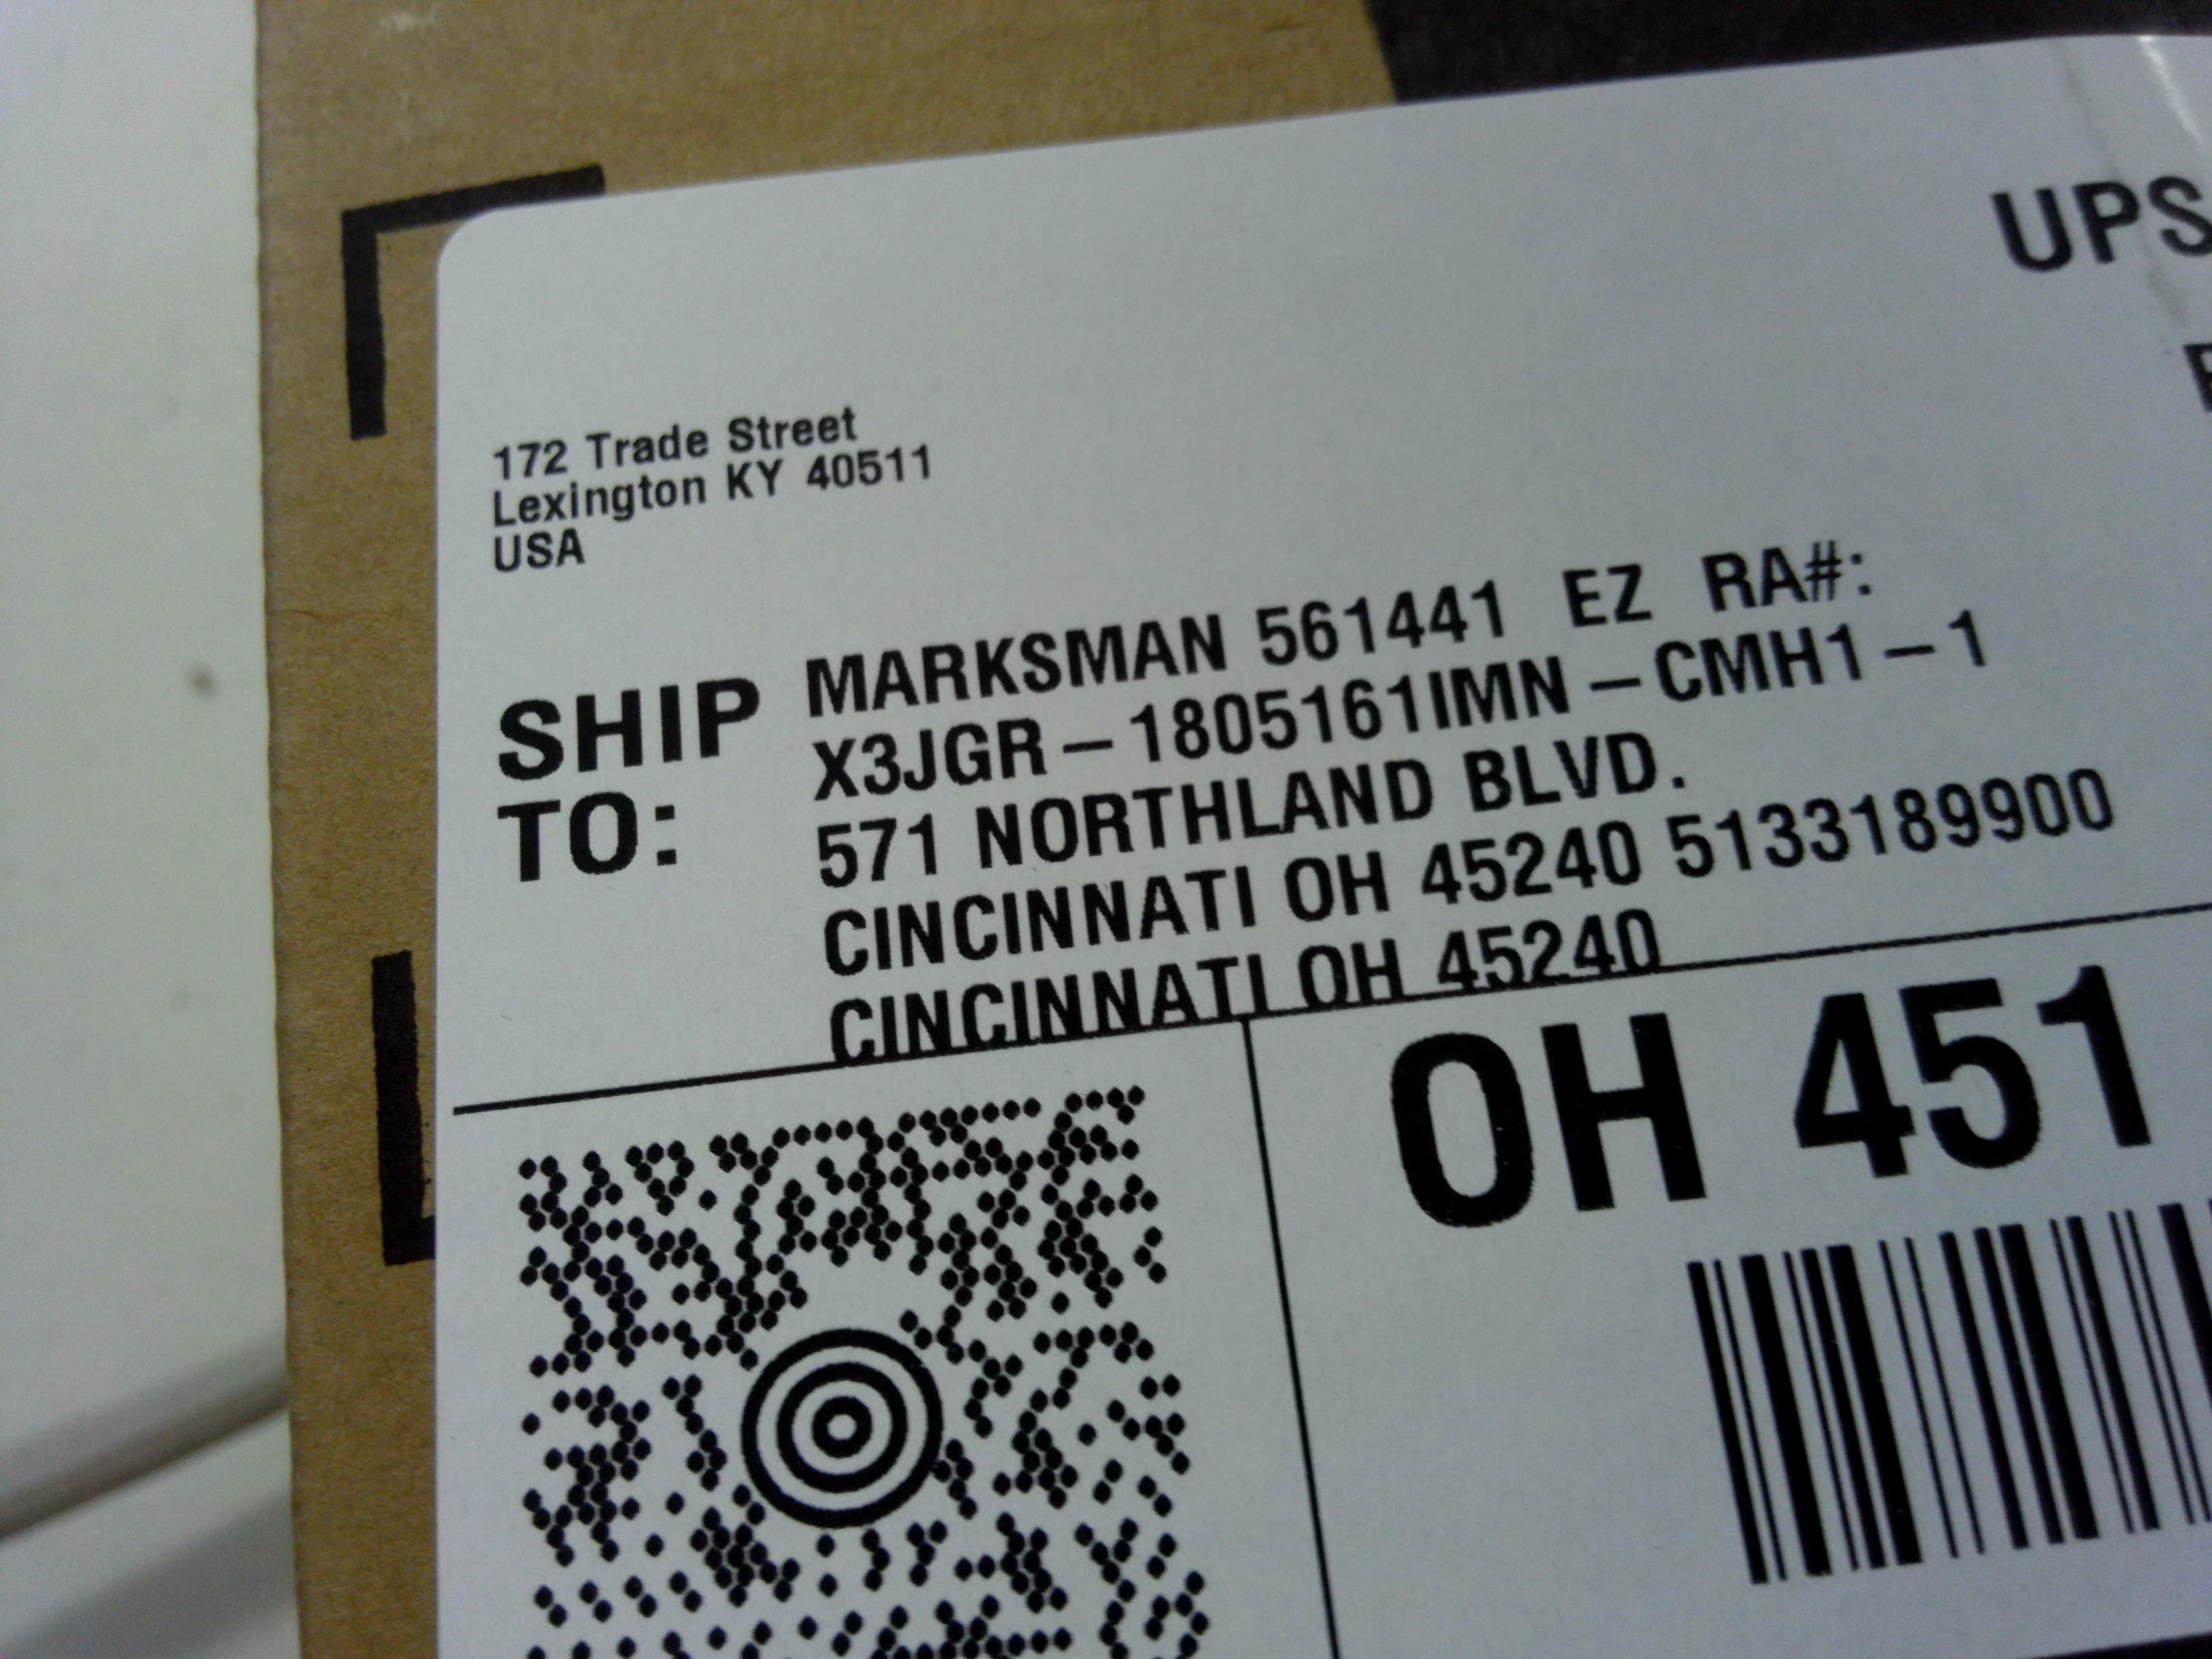 UPS
172 Trade Street
Lexington KY 40511
USA
SHIP TO:
MARKSMAN 561441 EZ RA#:
X3JGR-1805161IMN-CMH1-1
571 NORTHLAND BLVD.
CINCINNATI OH 45240 5133189900
CINCINNATI OH 45240
OH 451